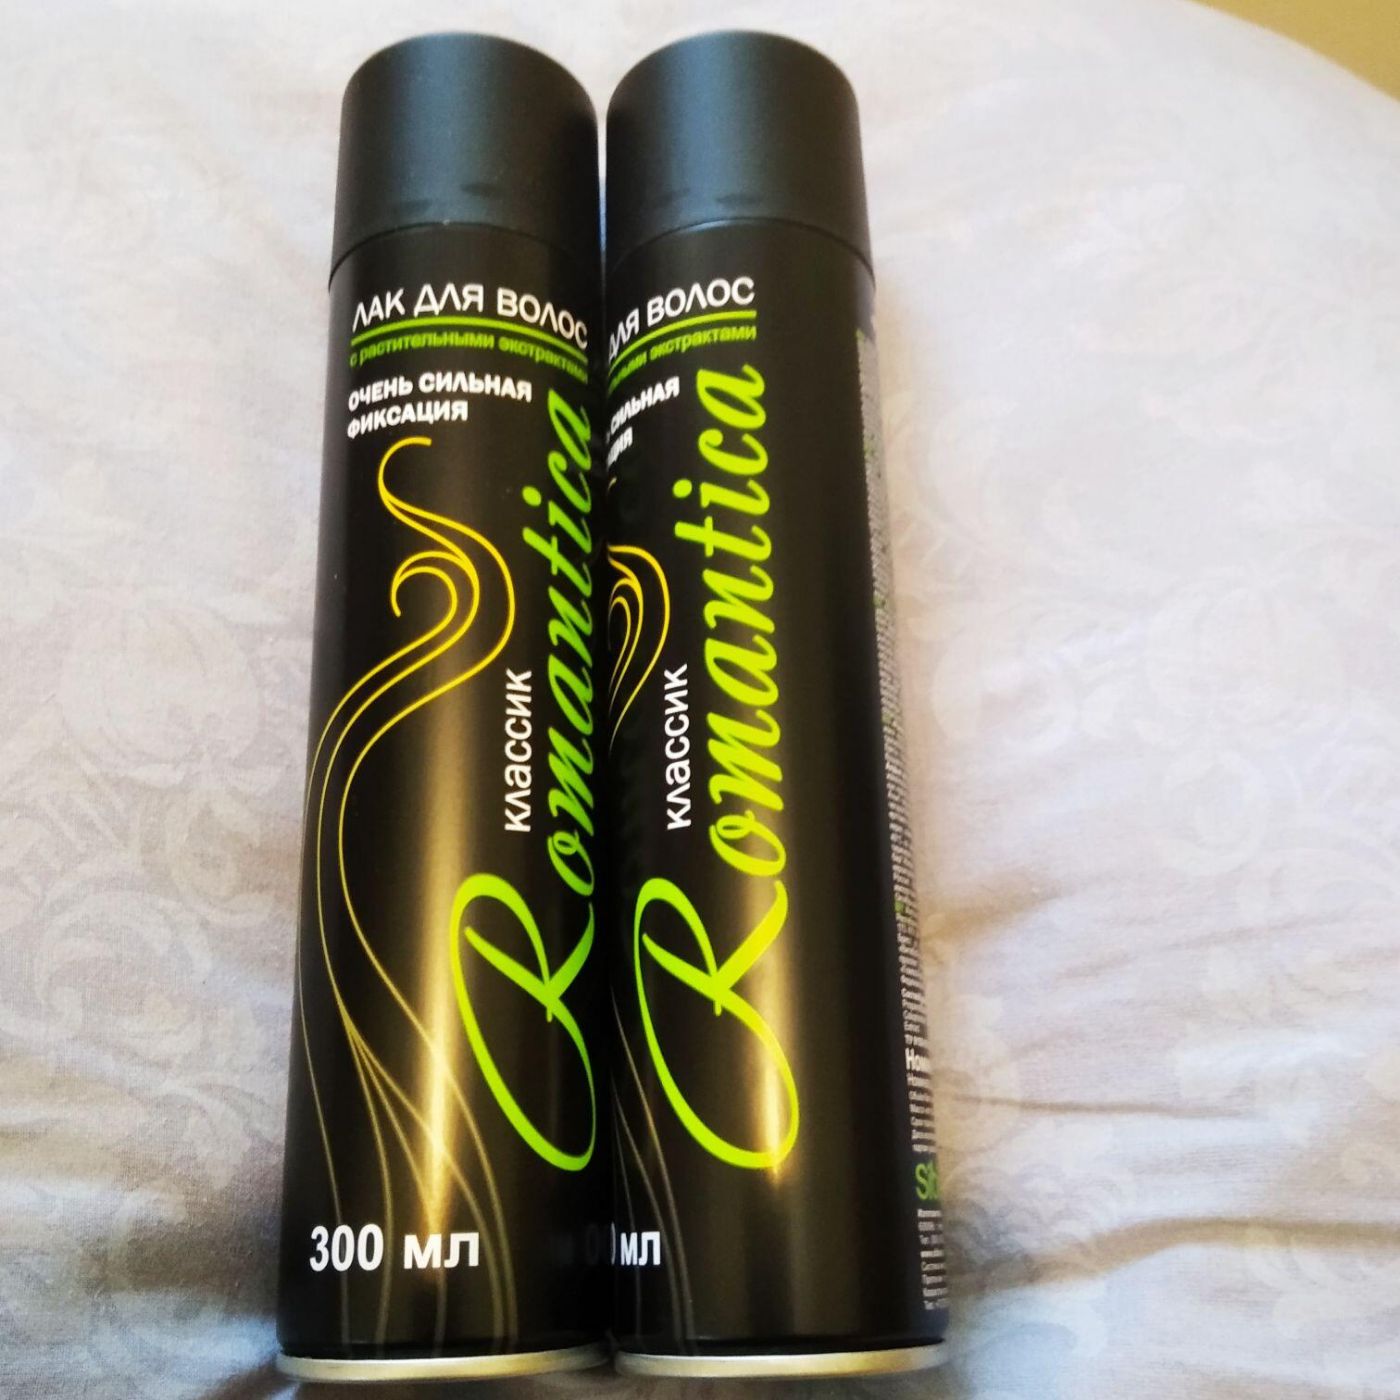 ЛАК ДЛЯ ВОЛОС
с растительными экстрактами
ОЧЕНЬ СИЛЬНАЯ
ФИКСАЦИЯ
КЛАССИК
Romantica
300 МЛ
ДЛЯ ВОЛОС
экстрактами
СИЛЬНАЯ
КЛАССИК
Romantica
МЛ